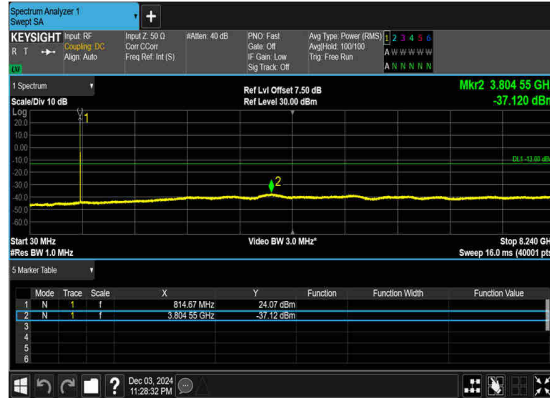 Spectrum Analyzer 1
Swept SA
KEYSIGHT
R T
LV
Input: RF
Coupling: DC
Align: Auto
Input Z: 50 Ω
Corr CCorr
Freq Ref: Int (S)
#Atten: 40 dB
PNO: Fast
Gate: Off
IF Gain: Low
Sig Track: Off
Avg Type: Power (RMS)
Avg|Hold: 100/100
Trig: Free Run
1 2 3 4 5 6
A W W W W W
A N N N N N
1 Spectrum
Scale/Div 10 dB
Ref Lvl Offset 7.50 dB
Ref Level 30.00 dBm
Mkr2 3.804 55 GHz
-37.120 dBm
Log
20.0
10.0
0.00
-10.0
-20.0
-30.0
-40.0
-50.0
-60.0
1
2
DL1 -13.00 dBm
Start 30 MHz
#Res BW 1.0 MHz
Video BW 3.0 MHz*
Stop 8.240 GH
Sweep 16.0 ms (40001 pts
5 Marker Table
Mode Trace Scale X Y Function Function Width Function Value
1 N 1 f 814.67 MHz 24.07 dBm
2 N 1 f 3.804 55 GHz -37.12 dBm
3
4
5
6
?
Dec 03, 2024
11:28:32 PM